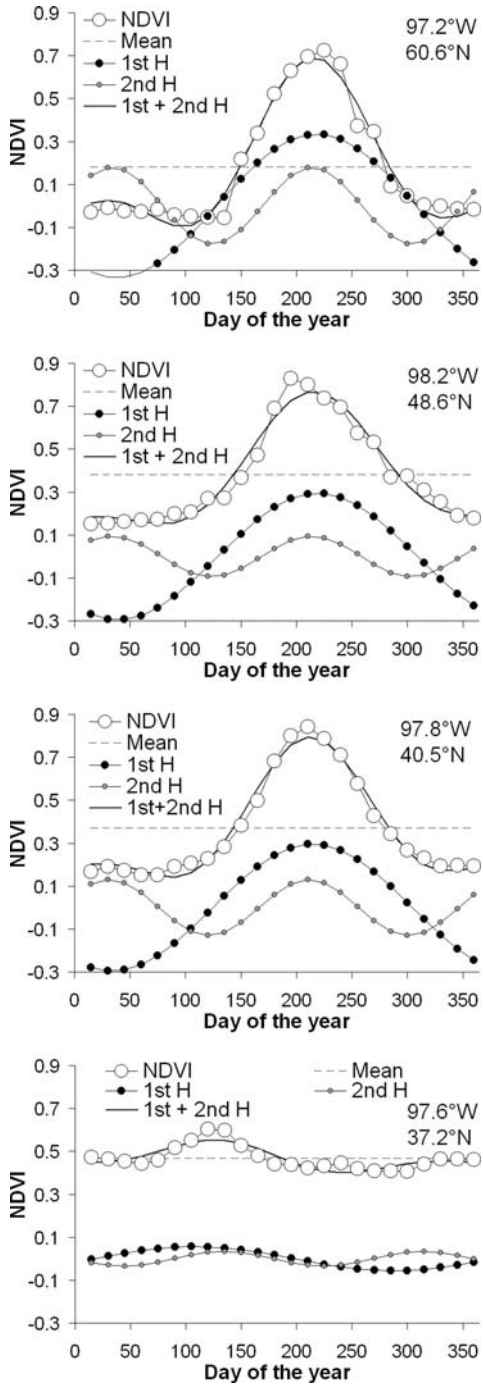 0.9
0.7
0.5
0.3
0.1
-0.1
-0.3
NDVI
NDVI
Mean
1st H
2nd H
1st + 2nd H
97.2°W
60.6°N
0 50 100 150 200 250 300 350
Day of the year
0.9
0.7
0.5
0.3
0.1
-0.1
-0.3
NDVI
NDVI
Mean
1st H
2nd H
1st + 2nd H
98.2°W
48.6°N
0 50 100 150 200 250 300 350
Day of the year
0.9
0.7
0.5
0.3
0.1
-0.1
-0.3
NDVI
NDVI
Mean
1st H
2nd H
1st+2nd H
97.8°W
40.5°N
0 50 100 150 200 250 300 350
Day of the year
0.9
0.7
0.5
0.3
0.1
-0.1
-0.3
NDVI
NDVI Mean
1st H 2nd H
1st + 2nd H
97.6°W
37.2°N
0 50 100 150 200 250 300 350
Day of the year